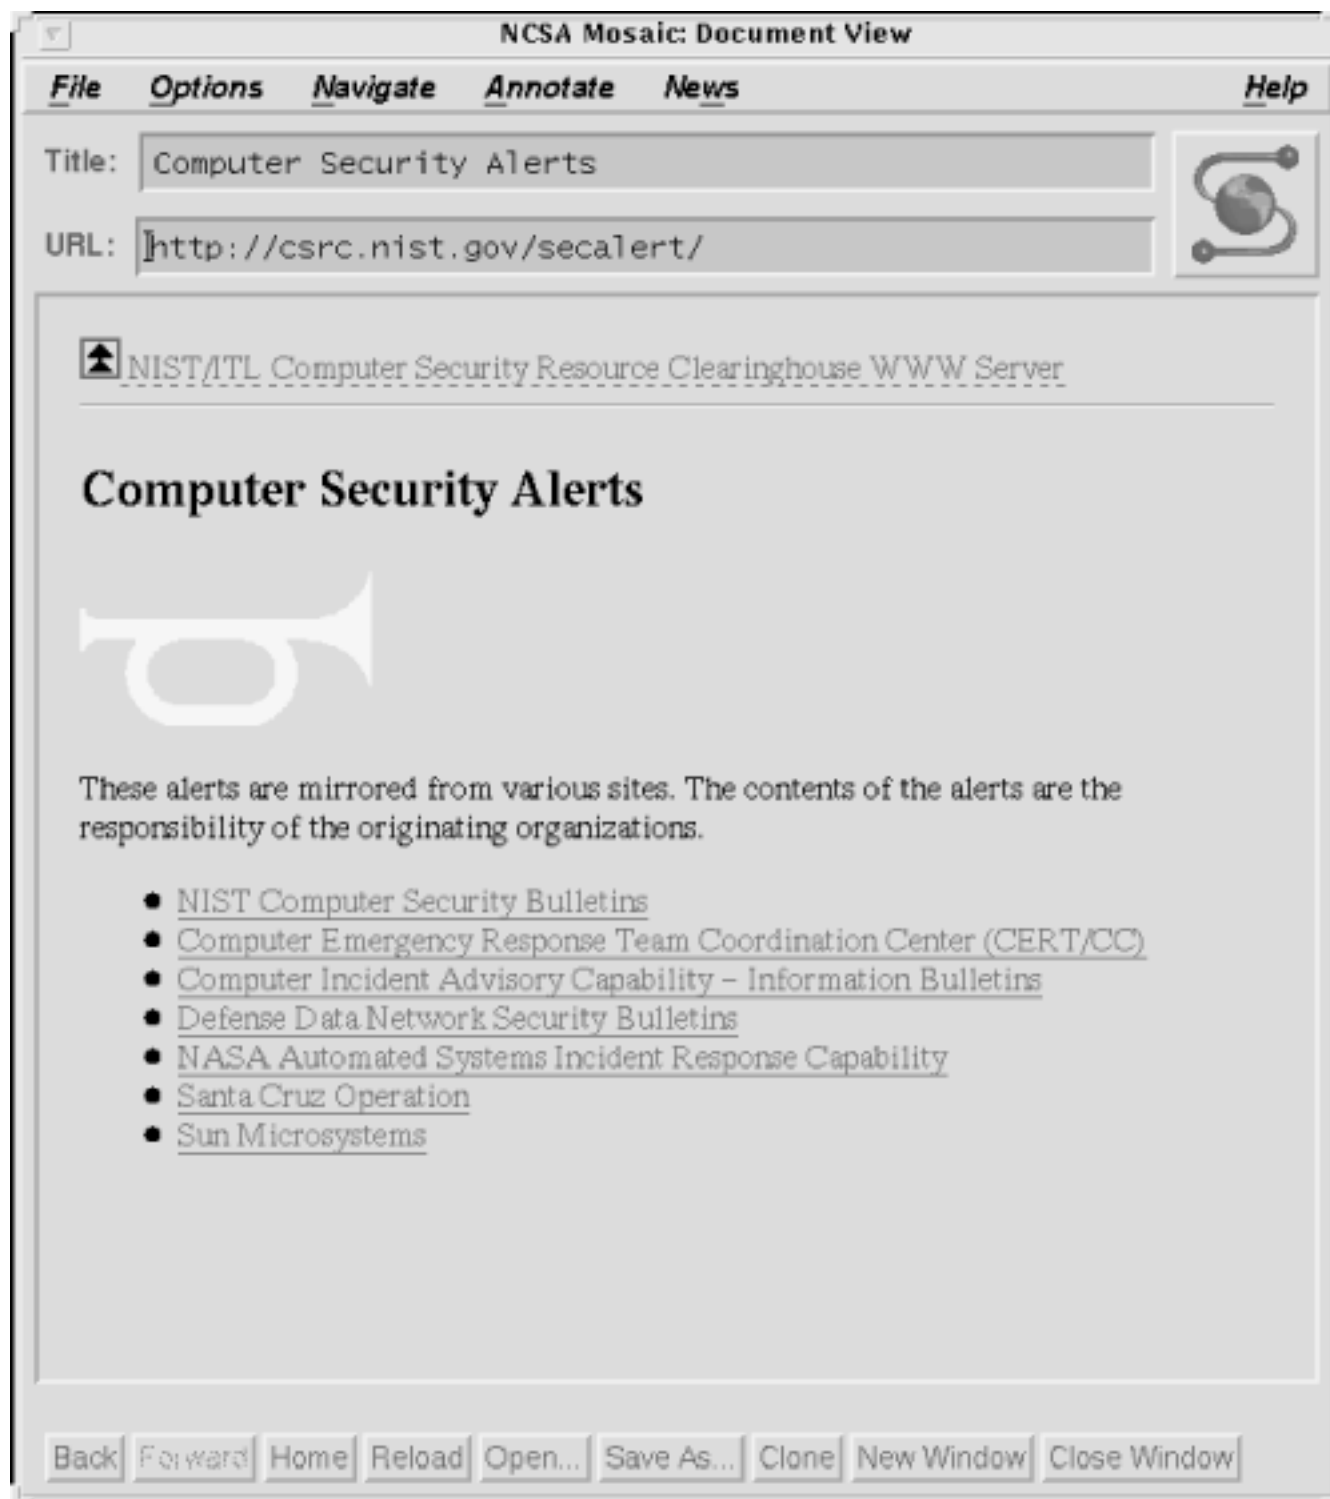 NCSA Mosaic: Document View
File Options Navigate Annotate News Help
Title: Computer Security Alerts
URL: http://csrc.nist.gov/secalert/
NIST/ITL Computer Security Resource Clearinghouse WWW Server
Computer Security Alerts
These alerts are mirrored from various sites. The contents of the alerts are the
responsibility of the originating organizations.
NIST Computer Security Bulletins
Computer Emergency Response Team Coordination Center (CERT/CC)
Computer Incident Advisory Capability – Information Bulletins
Defense Data Network Security Bulletins
NASA Automated Systems Incident Response Capability
Santa Cruz Operation
Sun Microsystems
Back Forward Home Reload Open... Save As... Clone New Window Close Window